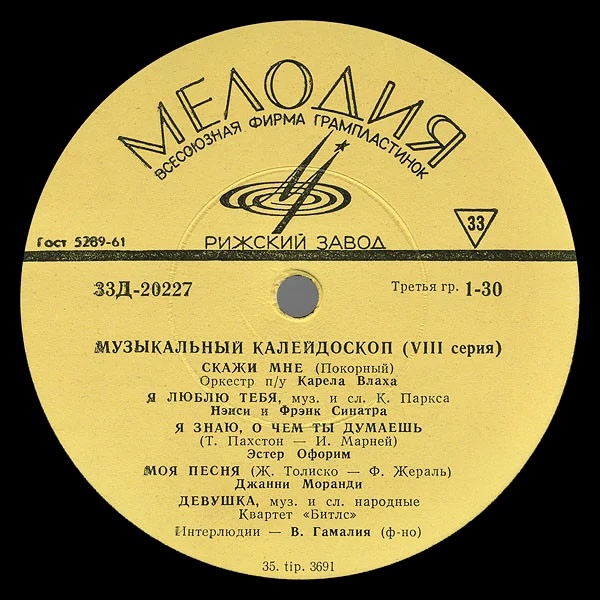 МЕЛОДИЯ
ВСЕСОЮЗНАЯ ФИРМА ГРАМПЛАСТИНОК
РИЖСКИЙ ЗАВОД
Гост 5289-61
33
33Д-20227
Третья гр. 1-30
МУЗЫКАЛЬНЫЙ КАЛЕЙДОСКОП (VIII серия)
СКАЖИ МНЕ (Покорный)
Оркестр п/у Карела Влаха
Я ЛЮБЛЮ ТЕБЯ, муз. и сл. К. Паркса
Нэнси и Фрэнк Синатра
Я ЗНАЮ, О ЧЕМ ТЫ ДУМАЕШЬ
(Т. Пахстон — И. Марней)
Эстер Офорим
МОЯ ПЕСНЯ (Ж. Толиско — Ф. Жераль)
Джанни Моранди
ДЕВУШКА, муз. и сл. народные
Квартет «Битлс»
Интерлюдии — В. Гамалия (ф-но)
35. tip. 3691